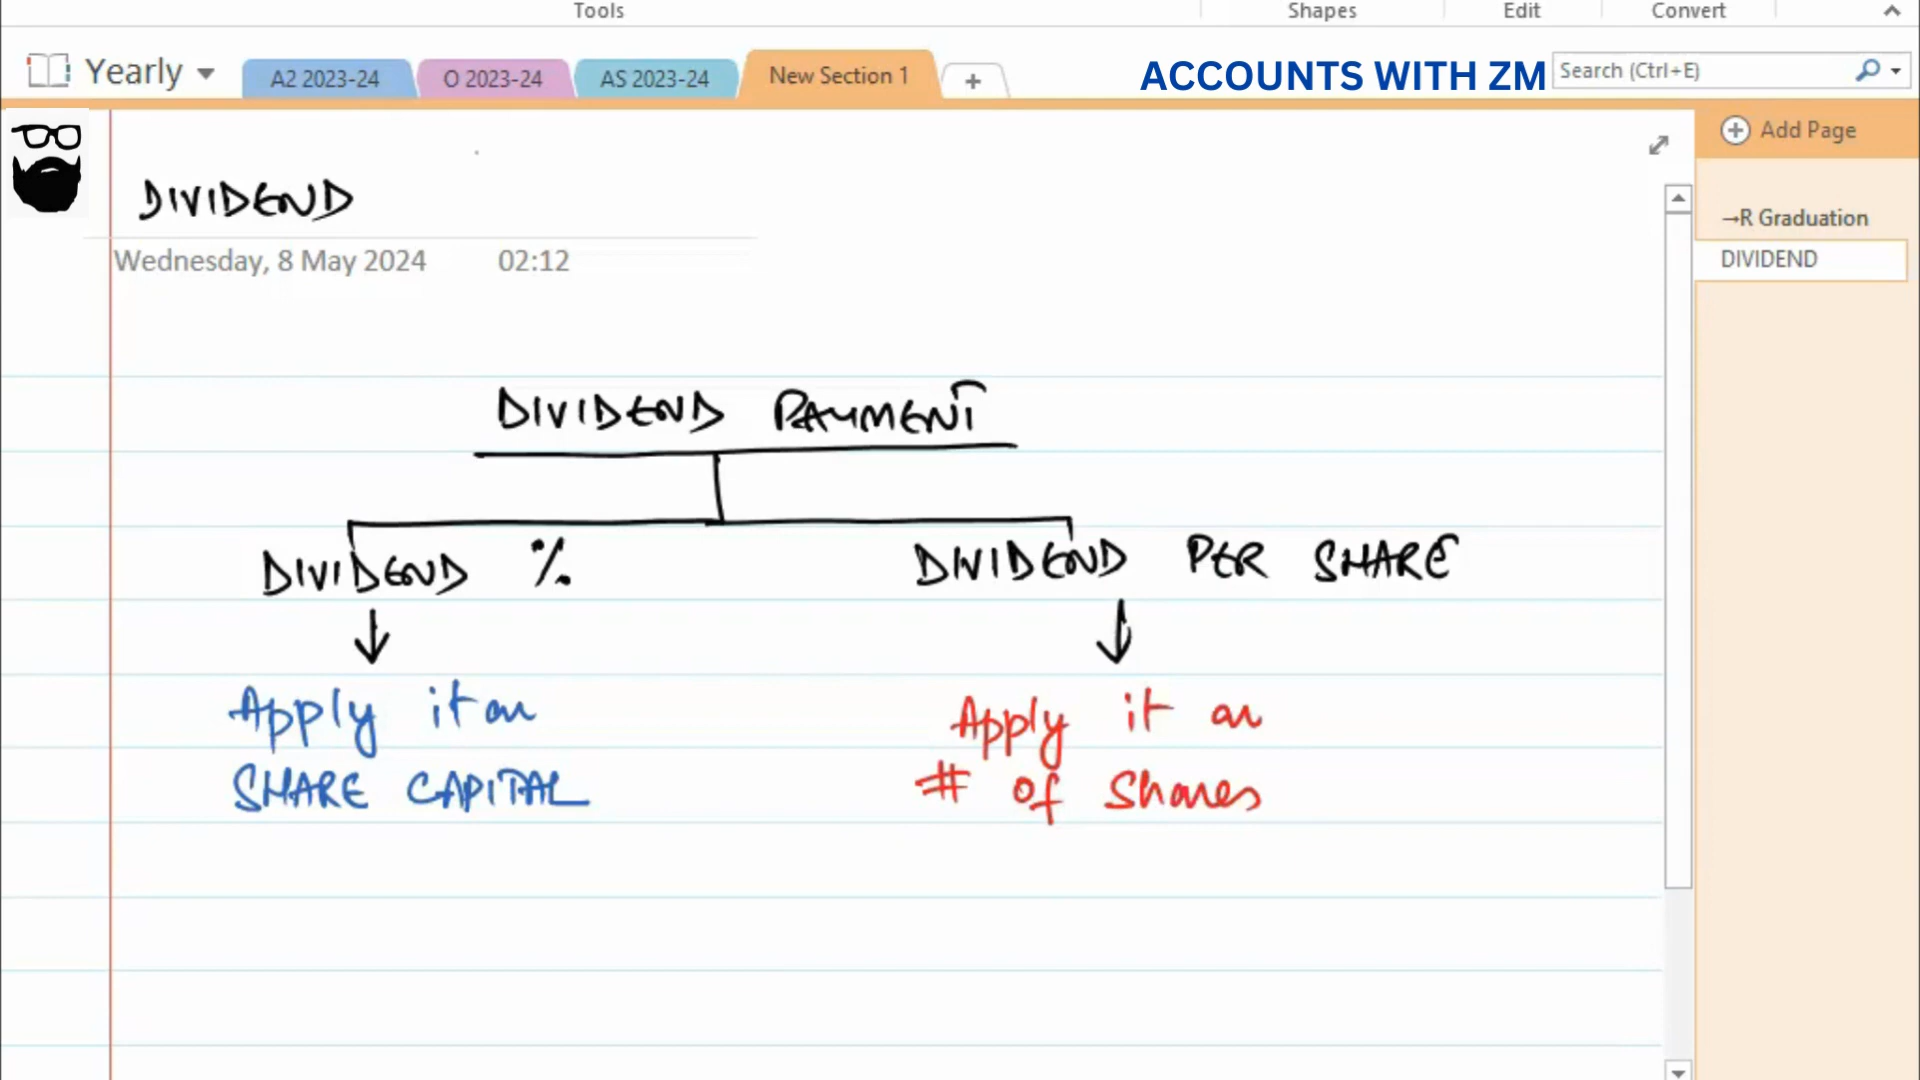 Tools Shapes Edit Convert
Yearly A2 2023-24 O 2023-24 AS 2023-24 New Section 1 + ACCOUNTS WITH ZM Search (Ctrl+E)
Add Page
DIVIDEND
→R Graduation
Wednesday, 8 May 2024 02:12
DIVIDEND
DIVIDEND PAYMENT
DIVIDEND % DIVIDEND PER SHARE
Apply it on Apply it on
SHARE CAPITAL # of Shares